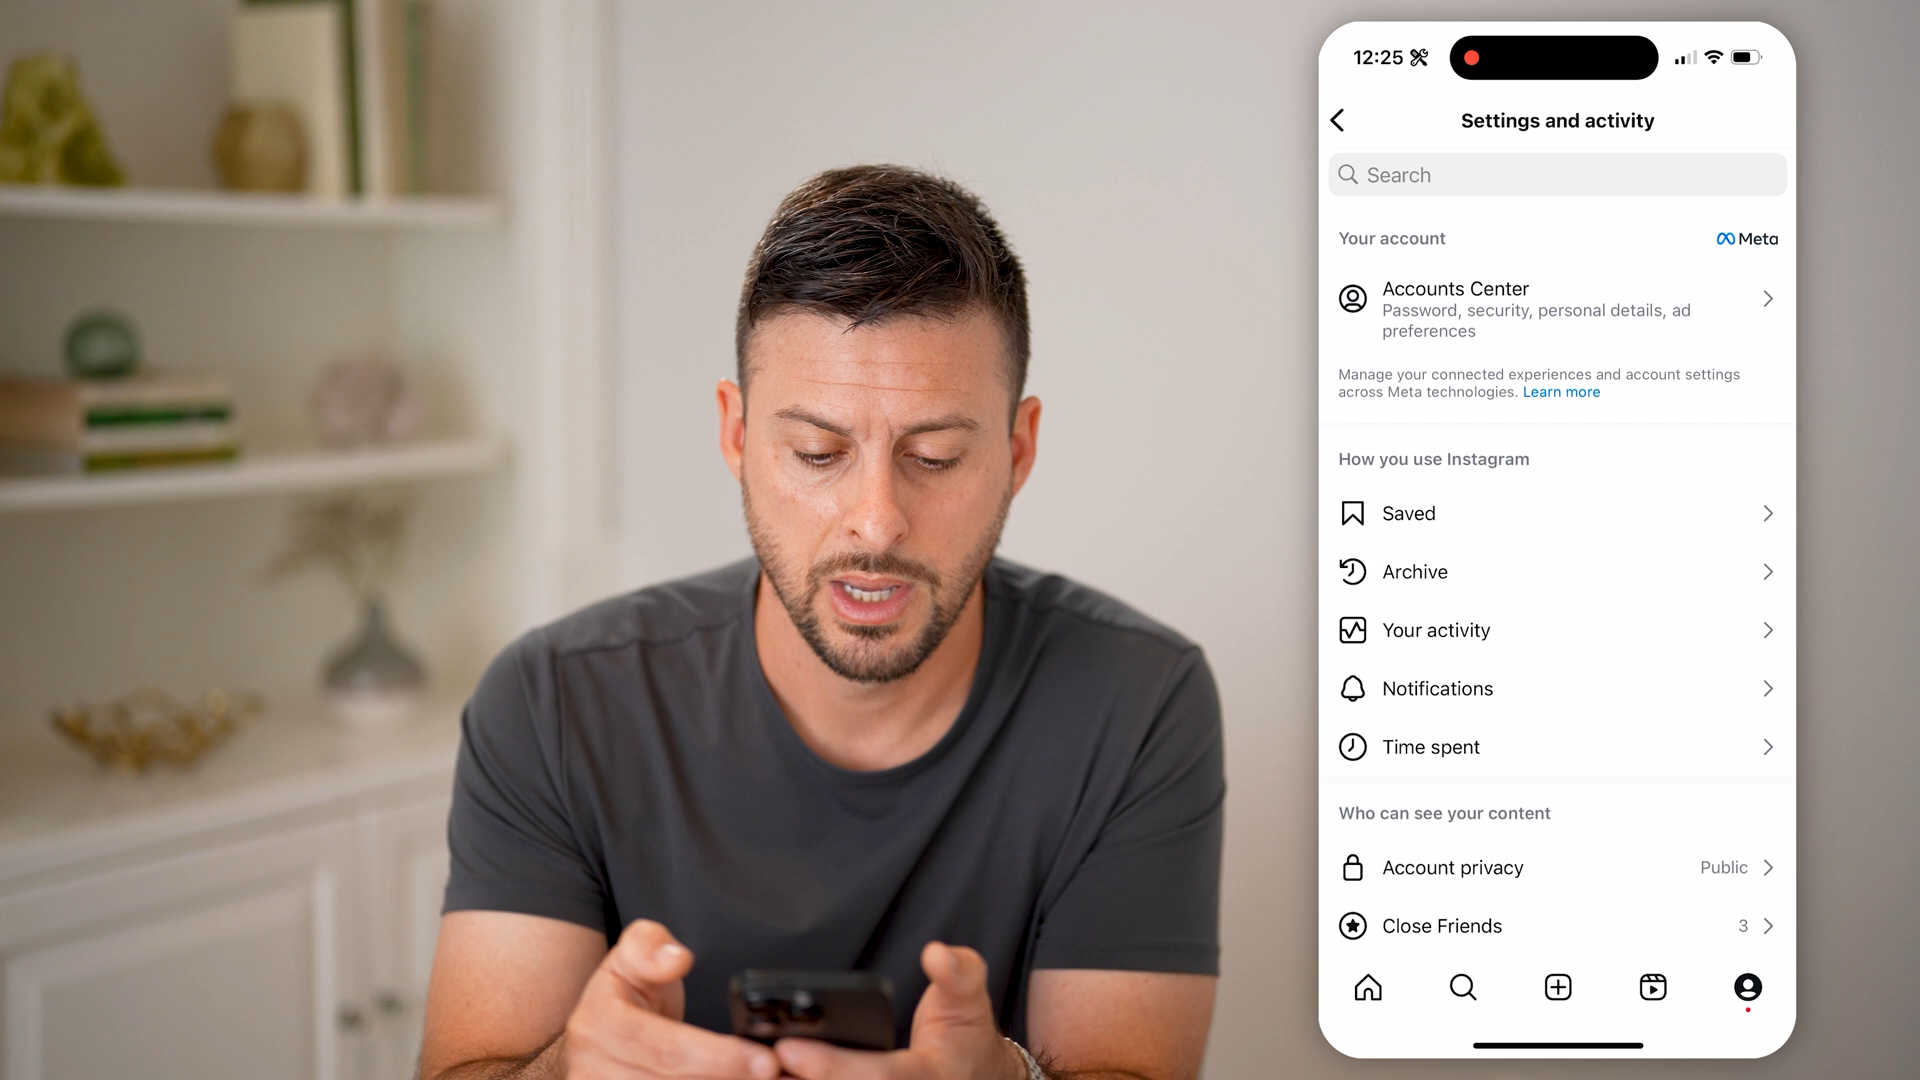 12:25
Settings and activity
Search
Your account
Meta
Accounts Center
Password, security, personal details, ad
preferences
Manage your connected experiences and account settings
across Meta technologies. Learn more
How you use Instagram
Saved
Archive
Your activity
Notifications
Time spent
Who can see your content
Account privacy Public
Close Friends 3